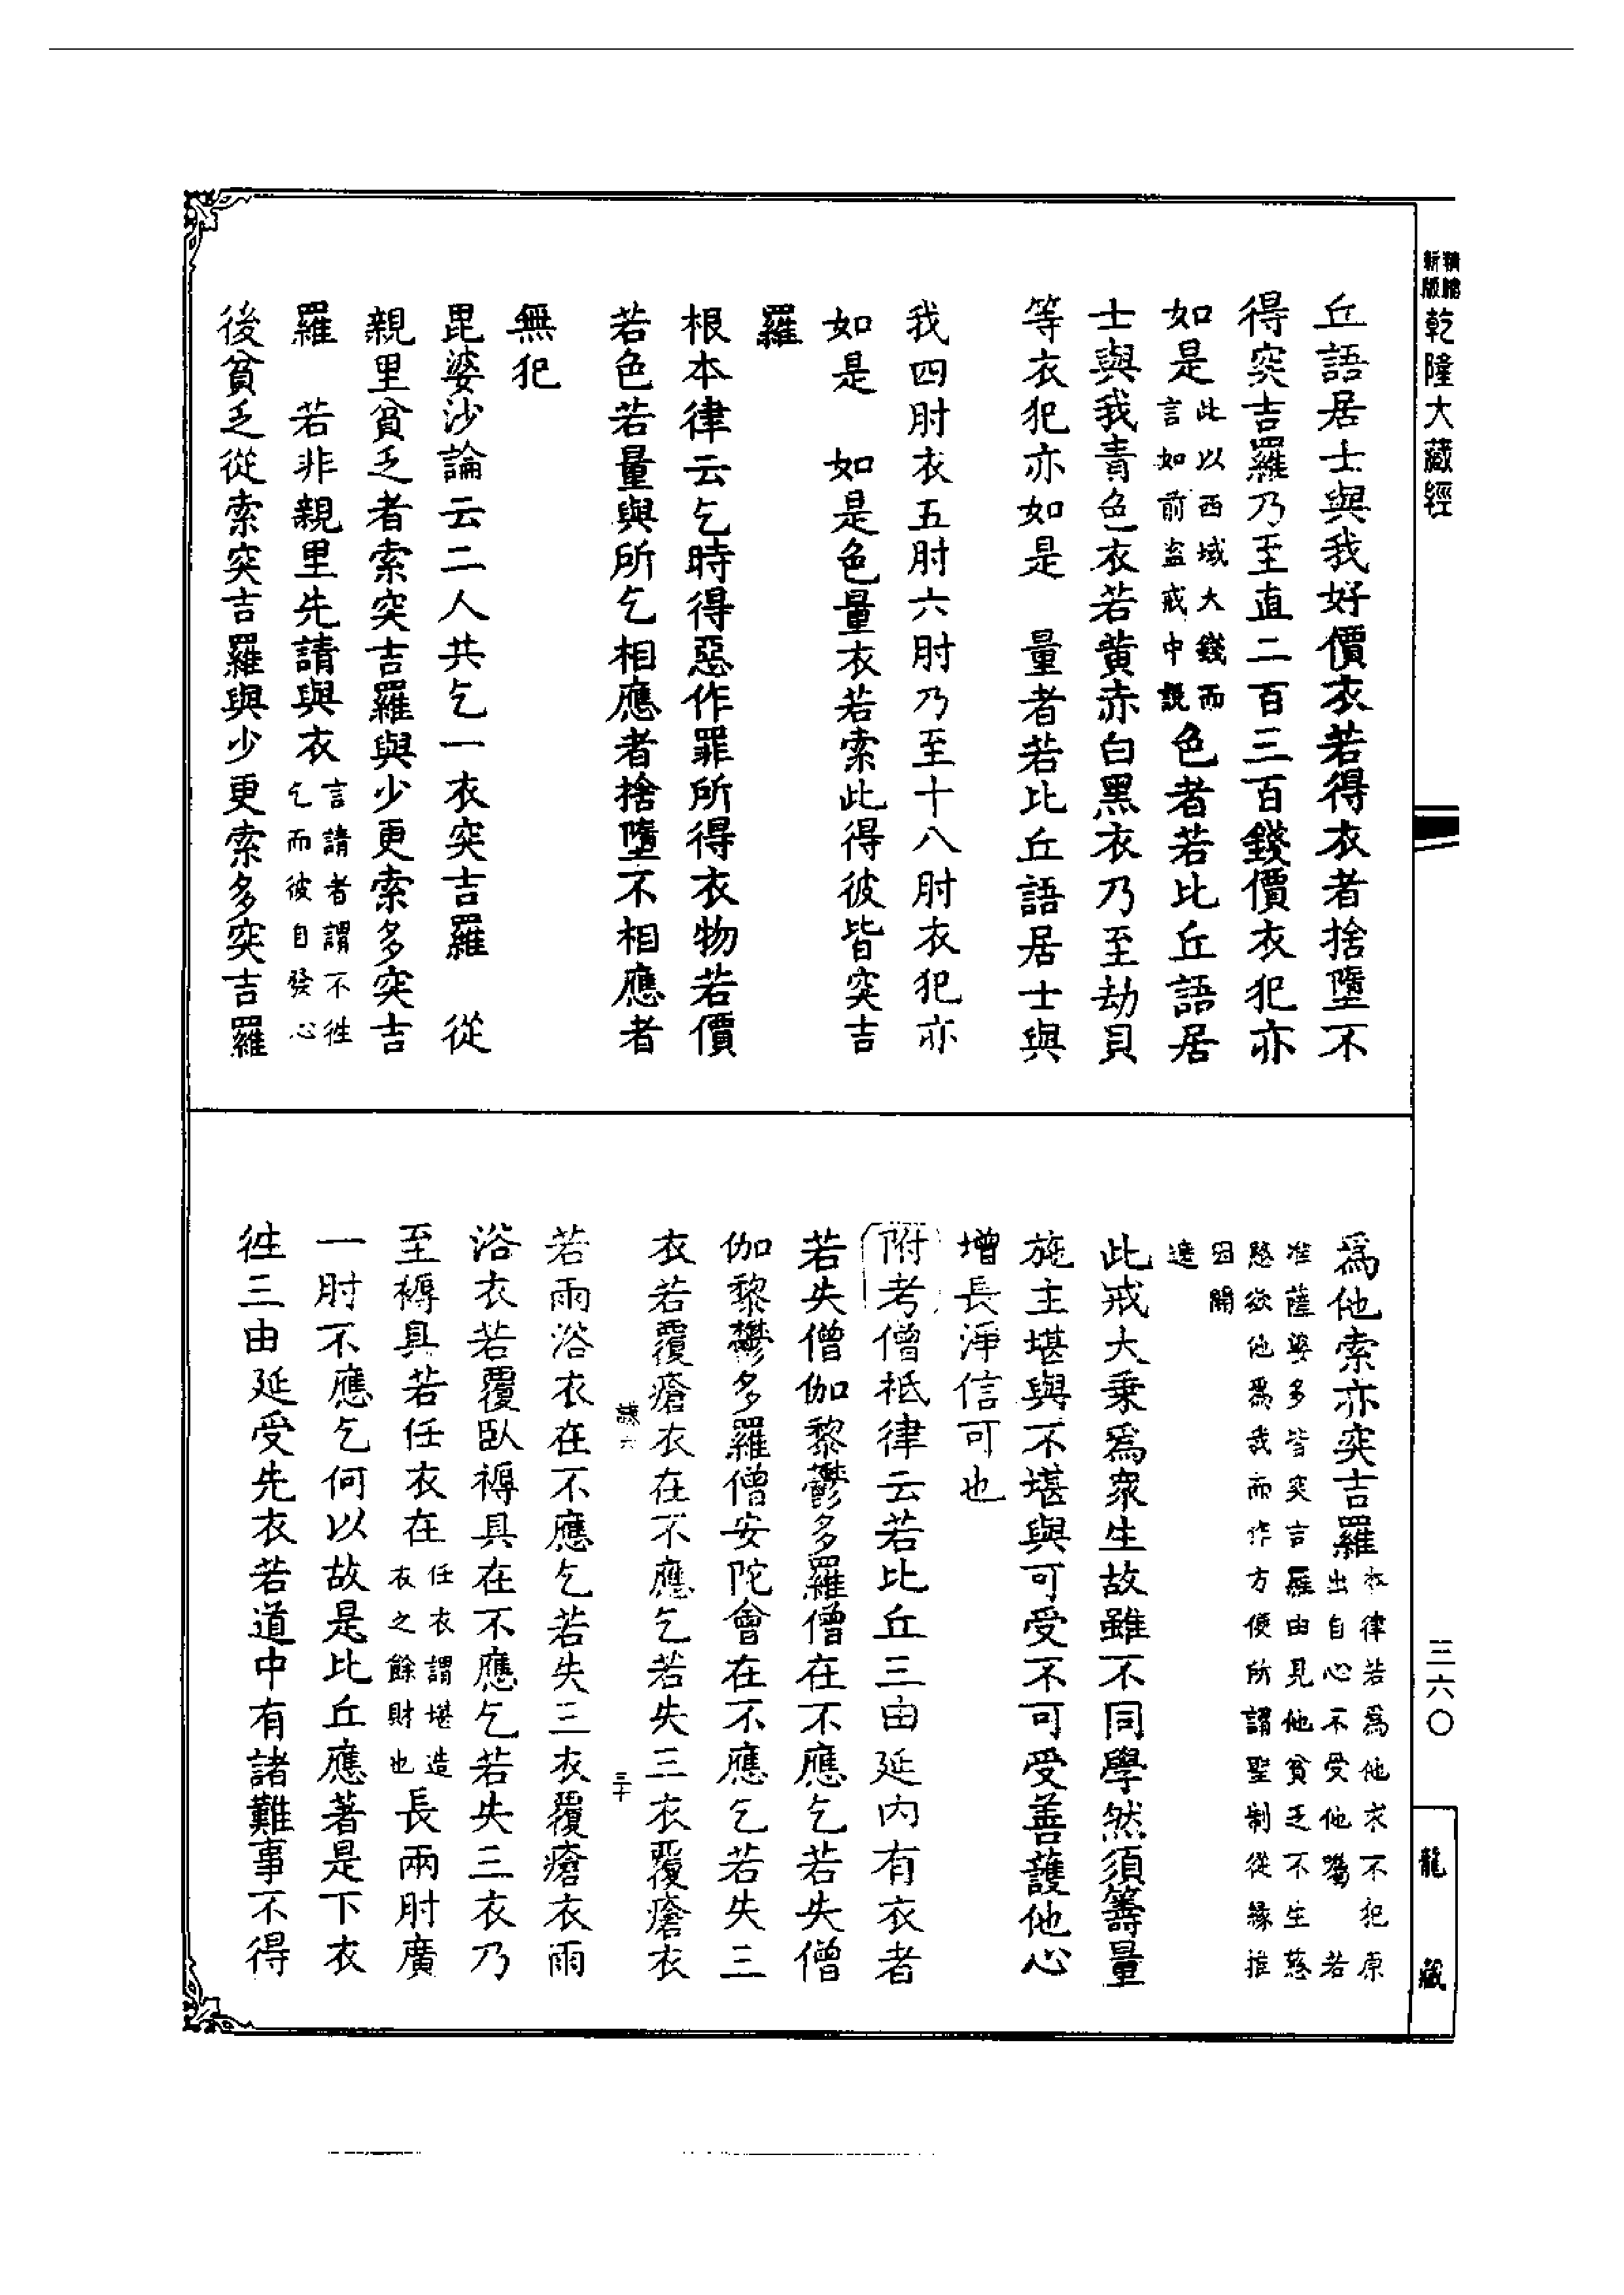 精縮新版乾隆大藏經
三六〇
龍藏
丘語居士與我好價衣若得衣者捨墮不
得突吉羅乃至直二百三百錢價衣犯亦
如是此以西域大錢而言如前盜戒中說色者若比丘語居
士與我青色衣若黃赤白黑衣乃至劫貝
等衣犯亦如是　量者若比丘語居士與
我四肘衣五肘六肘乃至十八肘衣犯亦
如是　如是色量衣若索此得彼皆突吉
羅
根本律云乞時得惡作罪所得衣物若價
若色若量與所乞相應者捨墮不相應者
無犯
毘婆沙論云二人共乞一衣突吉羅　從
親里貧乏者索突吉羅與少更索多突吉
羅　若非親里先請與衣言請者謂不徃乞而彼自發心
後貧乏從索突吉羅與少更索多突吉羅
爲他索亦突吉羅本律若爲他求不犯原出自心不受他囑　若
准薩婆多皆突吉羅由見他貧乏不生慈愍欲他爲我而作方便所謂聖制從緣推
因開遮
此戒大乗爲衆生故雖不同學然須籌量
施主堪與不堪與可受不可受善護他心
增長淨信可也
附考僧祇律云若比丘三由延內有衣者
若失僧伽黎鬱多羅僧在不應乞若失僧
伽黎鬱多羅僧安陀會在不應乞若失三
衣若覆瘡衣在不應乞若失三衣覆瘡衣
誡六　三十
若雨浴衣在不應乞若失三衣覆瘡衣雨
浴衣若覆臥褥具在不應乞若失三衣乃
至褥具若任衣在任衣謂堪造衣之餘財也長兩肘廣
一肘不應乞何以故是比丘應著是下衣
徃三由延受先衣若道中有諸難事不得